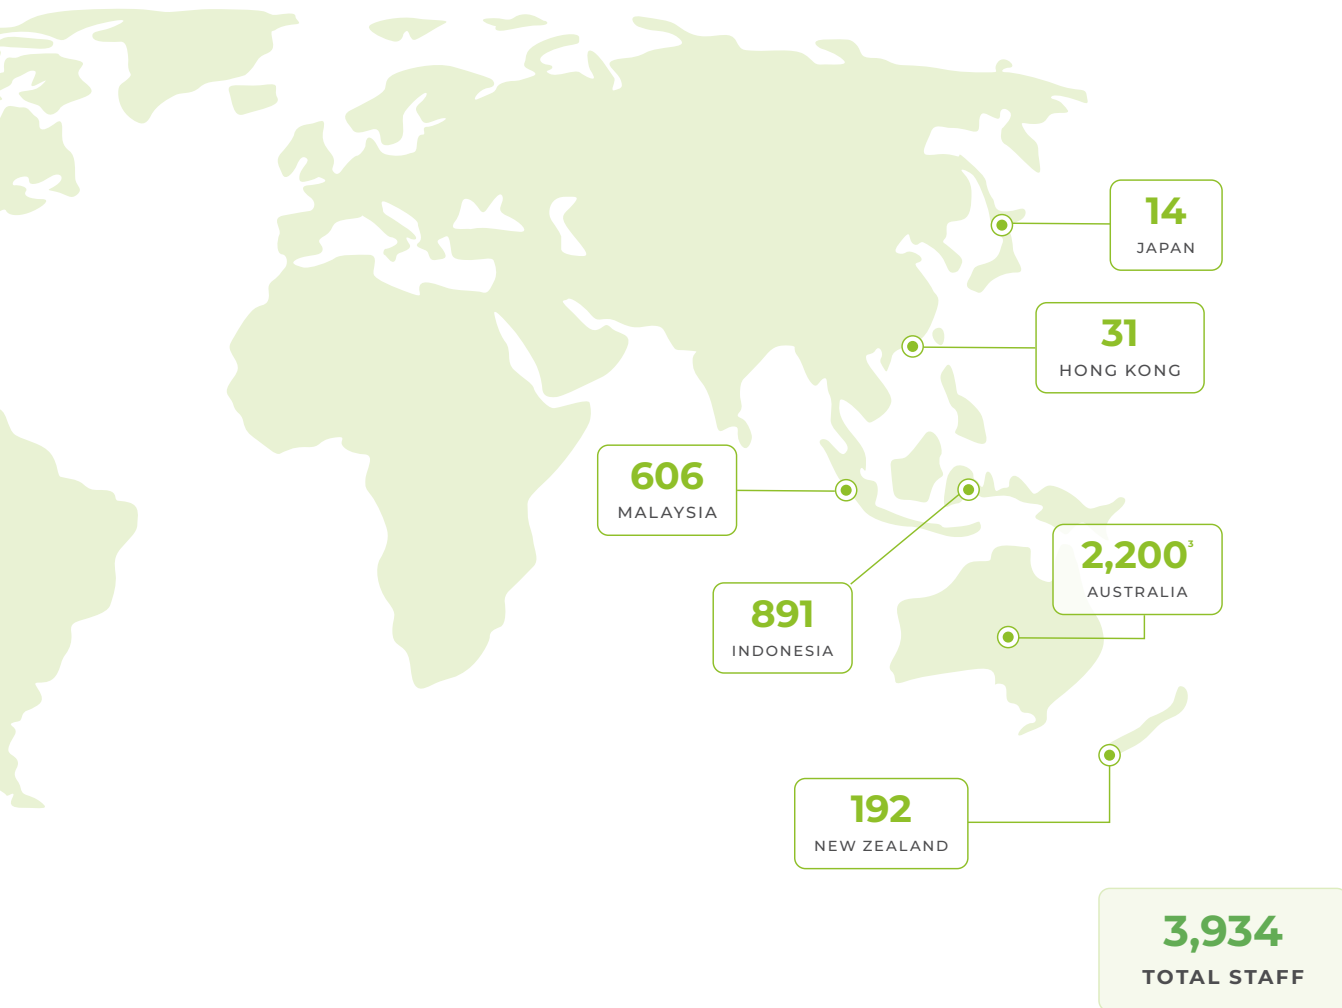 14
JAPAN
31
HONG KONG
606
MALAYSIA
2,200³
AUSTRALIA
891
INDONESIA
192
NEW ZEALAND
3,934
TOTAL STAFF